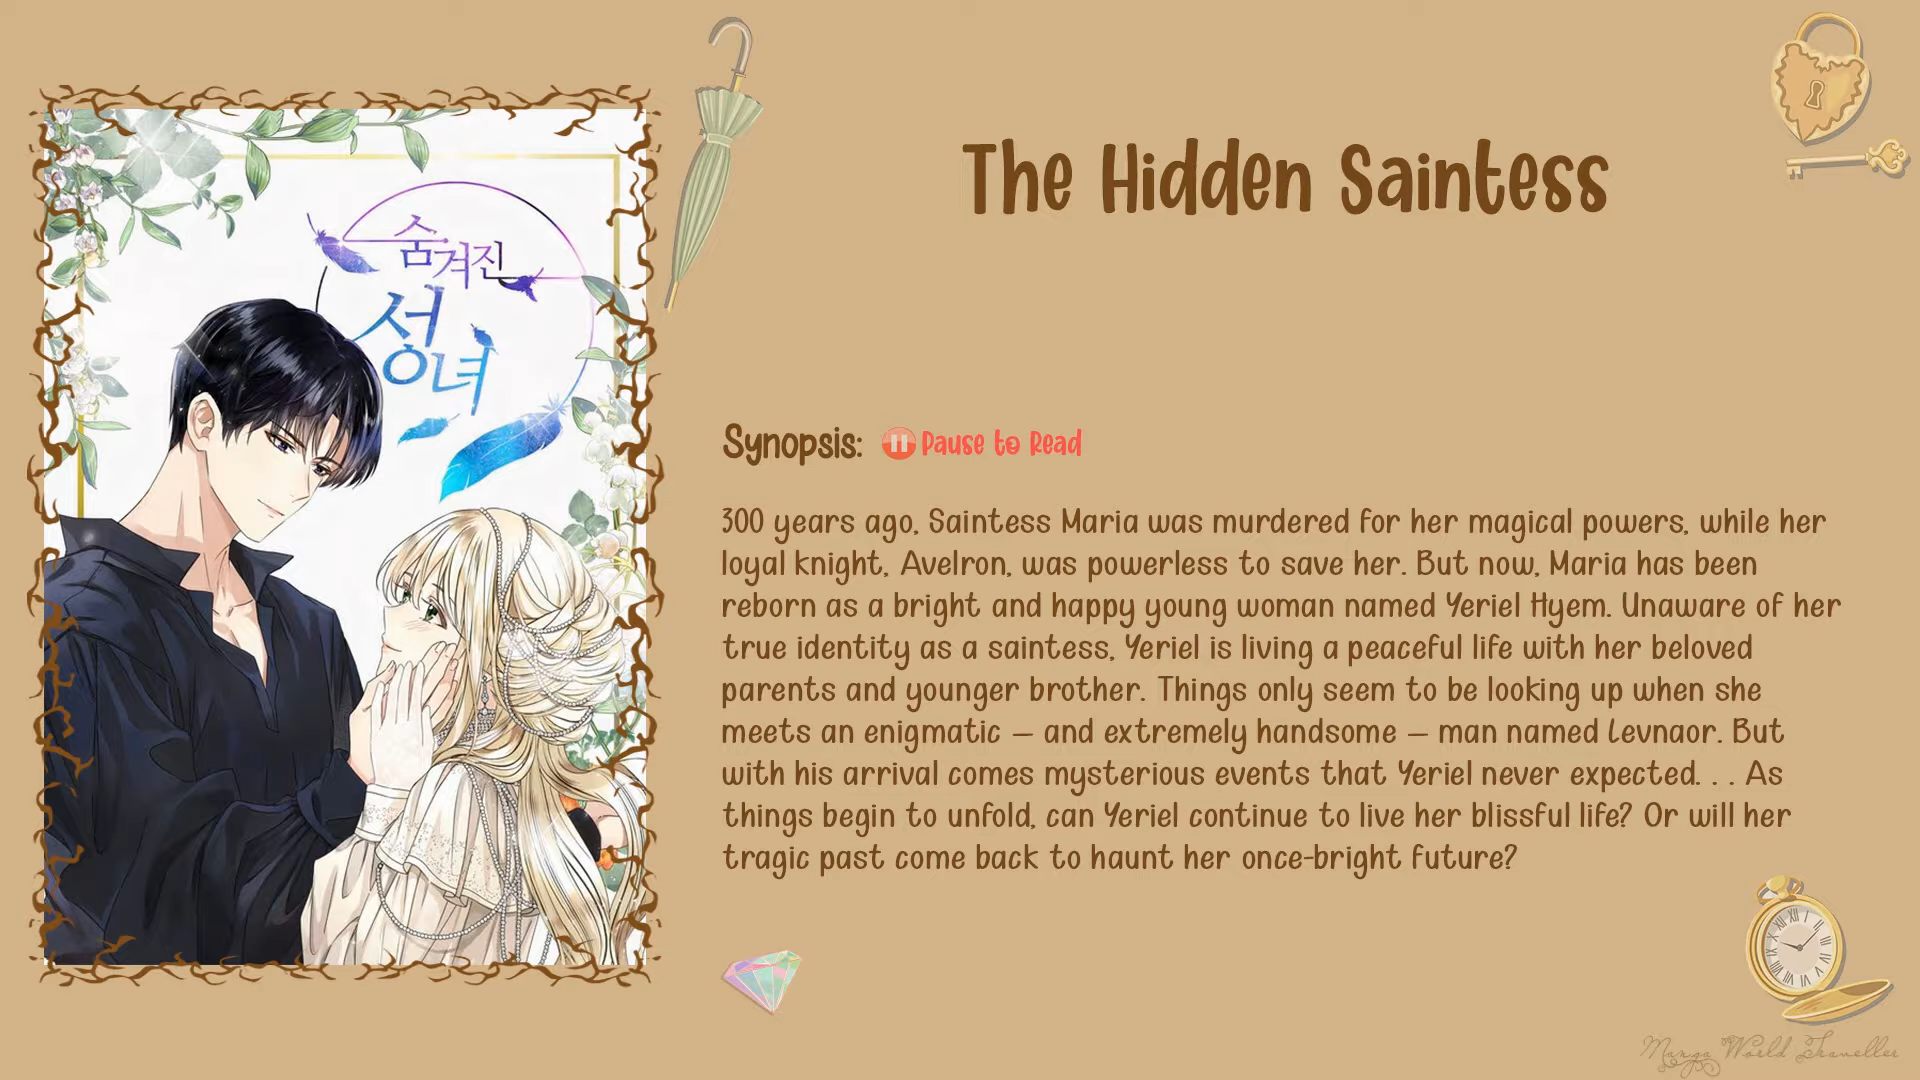 숨겨진
성녀
The Hidden Saintess
Synopsis: Pause to Read
300 years ago, Saintess Maria was murdered for her magical powers, while her
loyal knight, Avelron, was powerless to save her. But now, Maria has been
reborn as a bright and happy young woman named Yeriel Hyem. Unaware of her
true identity as a saintess, Yeriel is living a peaceful life with her beloved
parents and younger brother. Things only seem to be looking up when she
meets an enigmatic – and extremely handsome – man named Levnaor. But
with his arrival comes mysterious events that Yeriel never expected. . . As
things begin to unfold, can Yeriel continue to live her blissful life? Or will her
tragic past come back to haunt her once-bright future?
Manga World Traveller